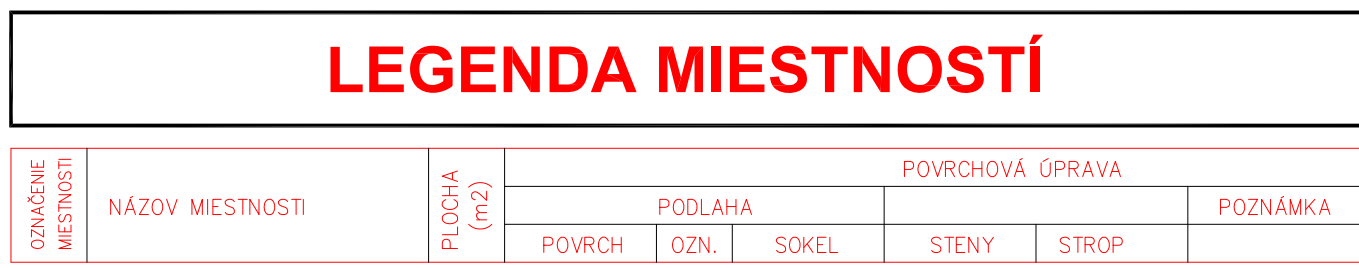 LEGENDA MIESTNOSTÍ
OZNAČENIE
MIESTNOSTI
NÁZOV MIESTNOSTI
PLOCHA
(m2)
POVRCHOVÁ ÚPRAVA
PODLAHA
POZNÁMKA
POVRCH
OZN.
SOKEL
STENY
STROP